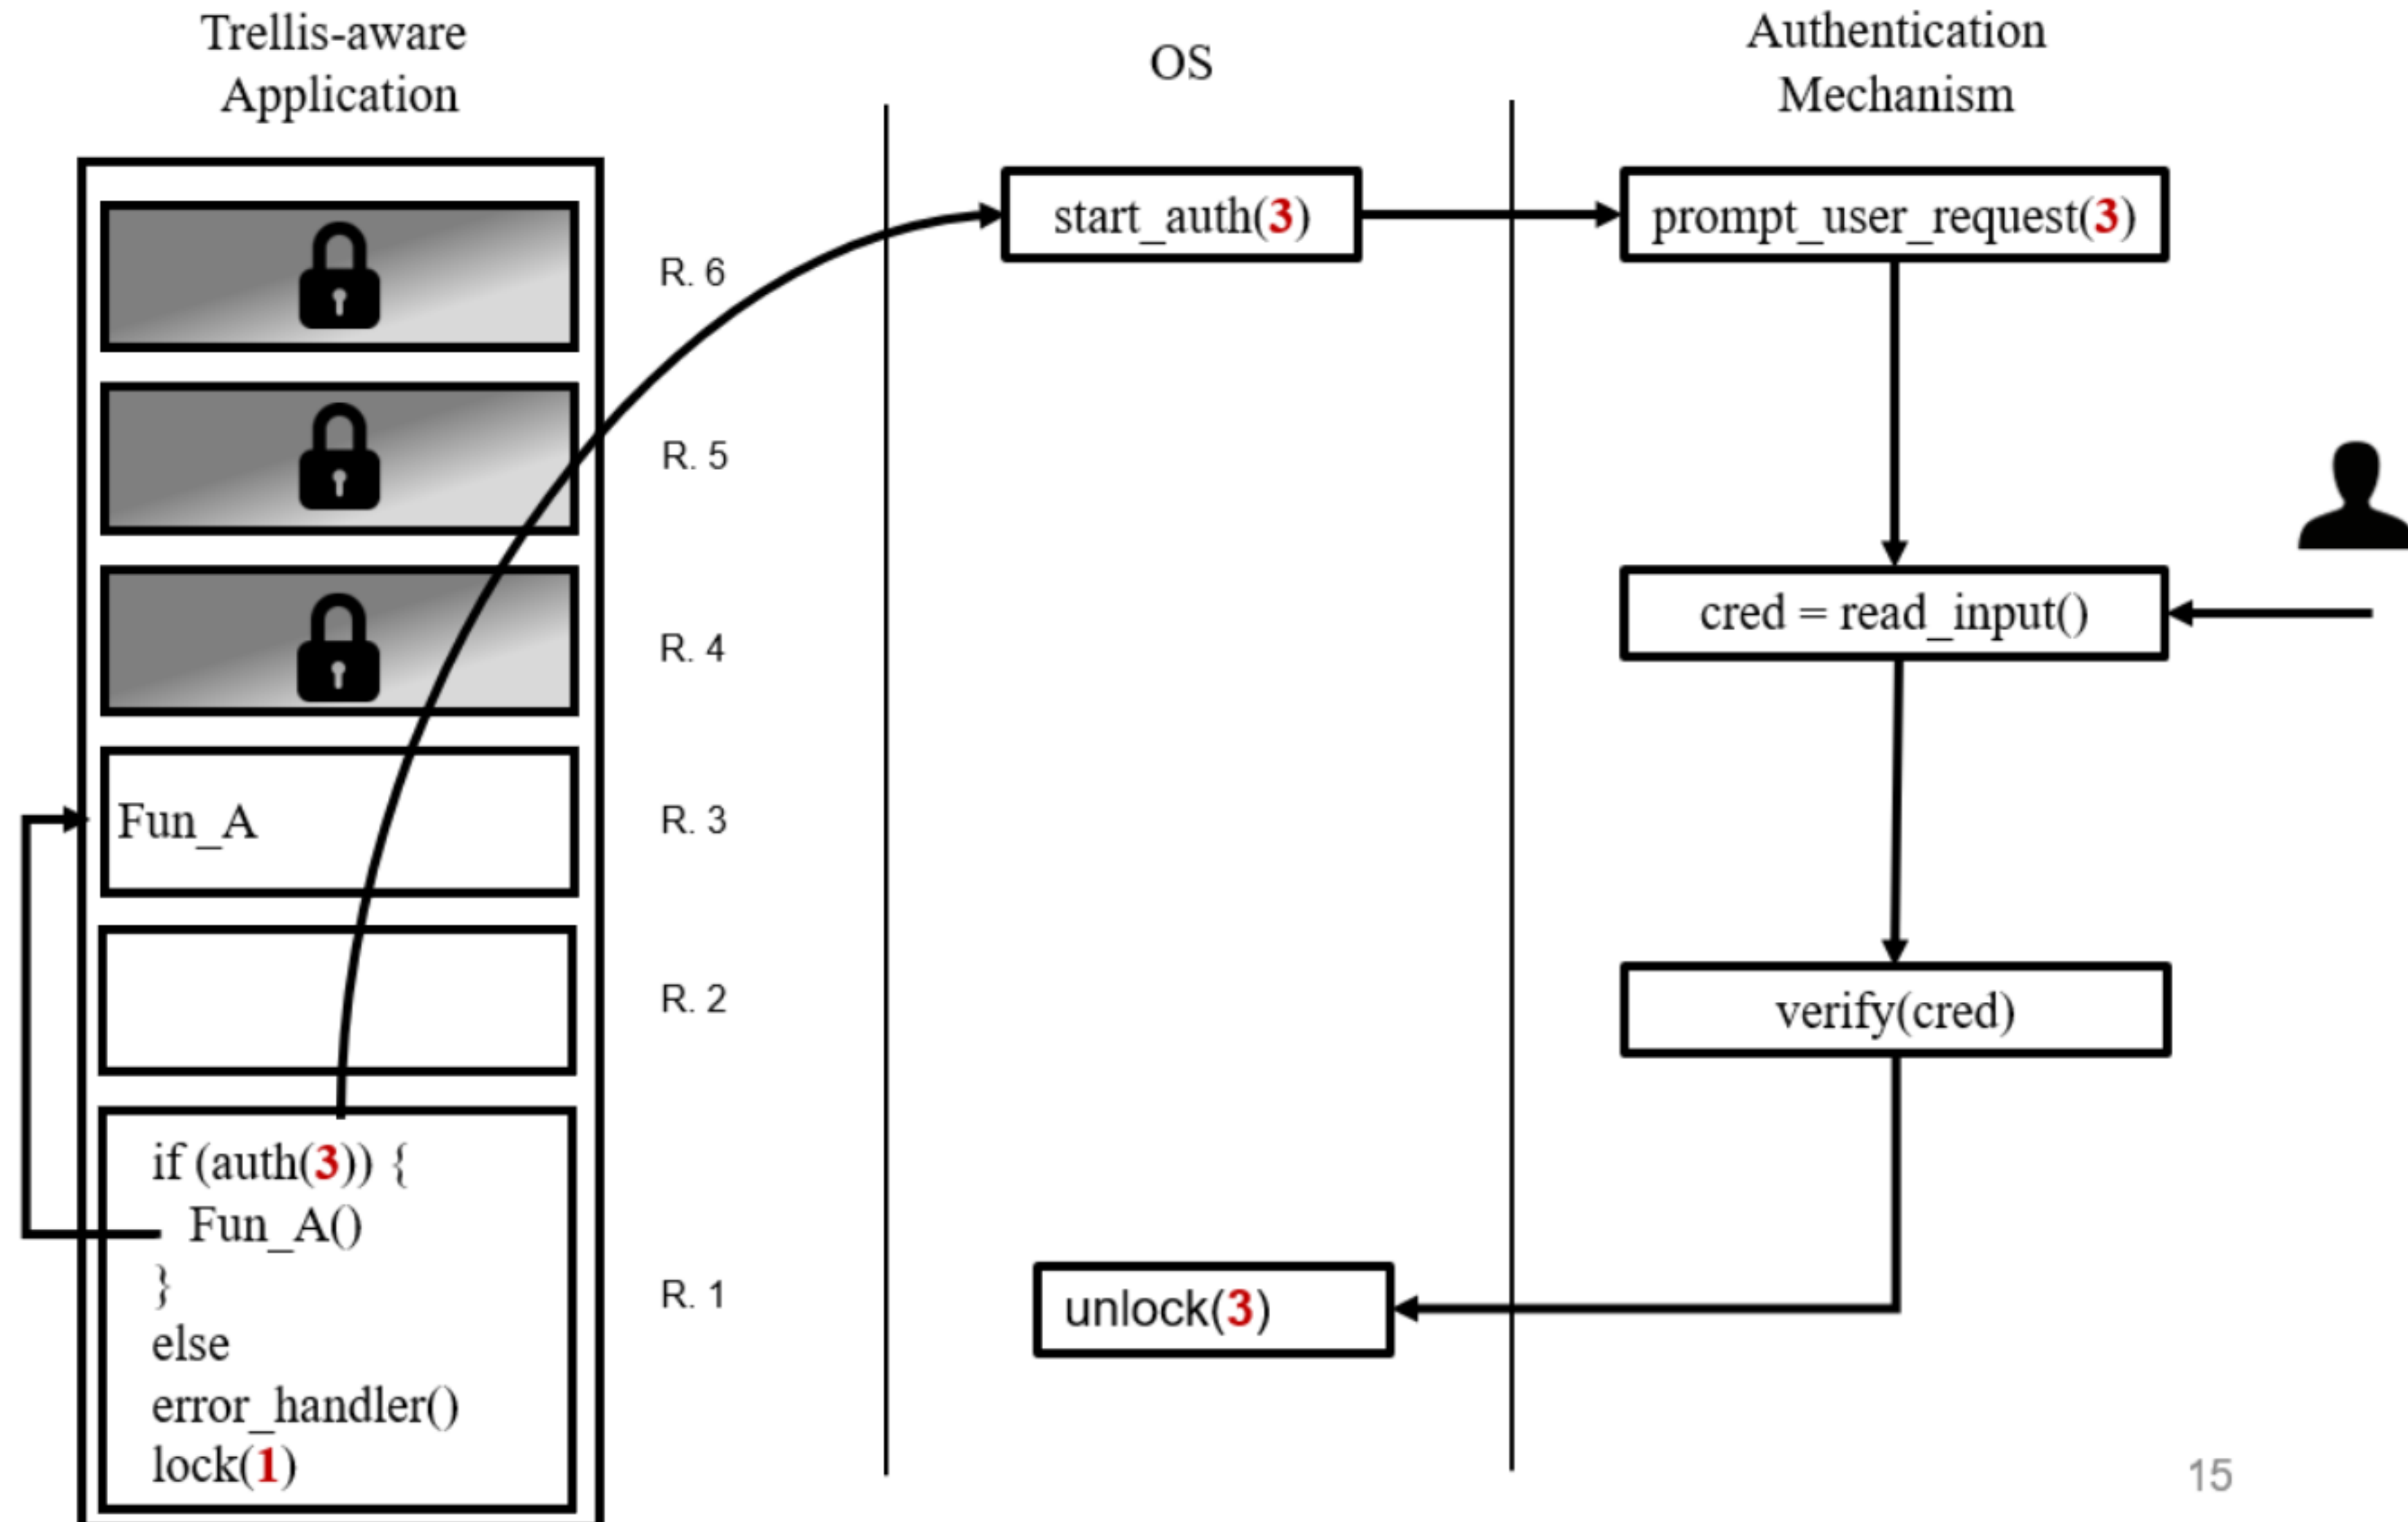 Trellis-aware
Application
OS
Authentication
Mechanism
R. 6
R. 5
R. 4
Fun_A
R. 3
R. 2
if (auth(3)) {
Fun_A()
}
else
error_handler()
lock(1)
R. 1
start_auth(3)
unlock(3)
prompt_user_request(3)
cred = read_input()
verify(cred)
15